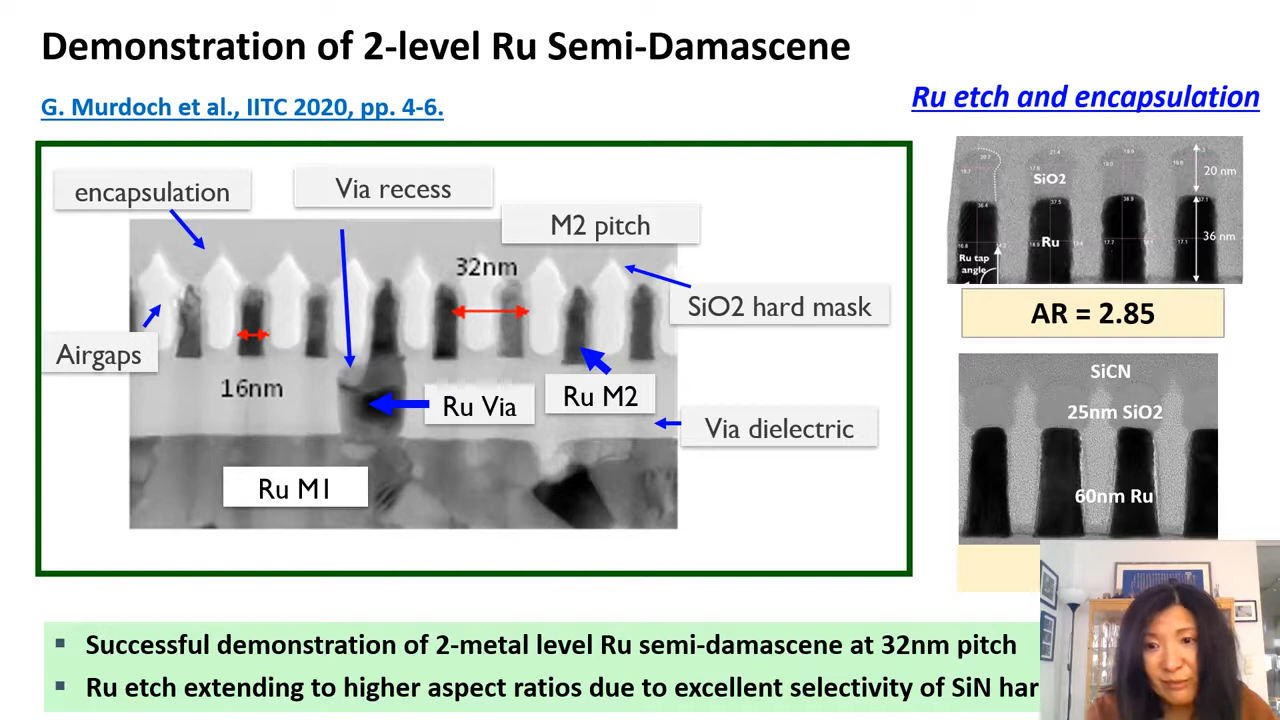 Demonstration of 2-level Ru Semi-Damascene
G. Murdoch et al., IITC 2020, pp. 4-6.
Ru etch and encapsulation
encapsulation
Via recess
M2 pitch
32nm
SiO2 hard mask
Airgaps
16nm
Ru Via
Ru M2
Via dielectric
Ru M1
SiO2
20 nm
Ru
36 nm
Ru tap
angle
AR = 2.85
SiCN
25nm SiO2
60nm Ru
▪ Successful demonstration of 2-metal level Ru semi-damascene at 32nm pitch
▪ Ru etch extending to higher aspect ratios due to excellent selectivity of SiN har